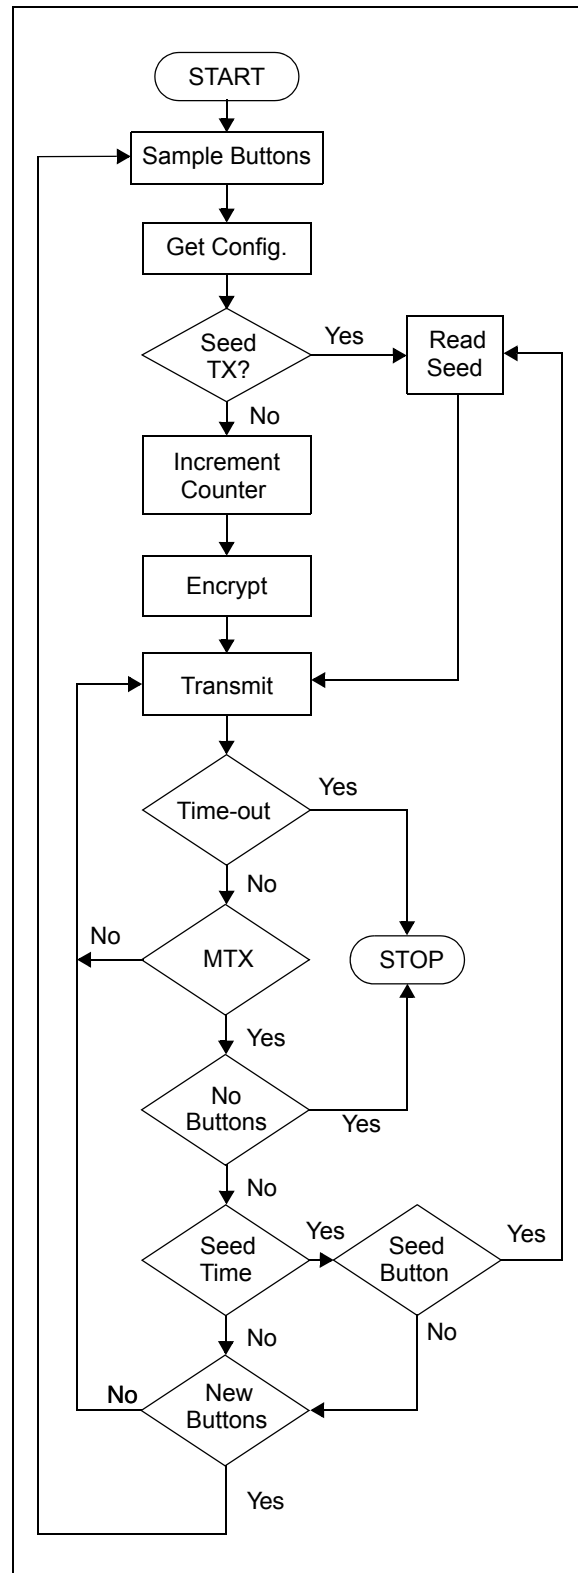 START
Sample Buttons
Get Config.
Seed
TX?
Yes
Read
Seed
No
Increment
Counter
Encrypt
Transmit
Time-out
Yes
No
MTX
No
STOP
Yes
No
Buttons
Yes
No
Seed
Time
Yes
Seed
Button
Yes
No
No
New
Buttons
No
Yes